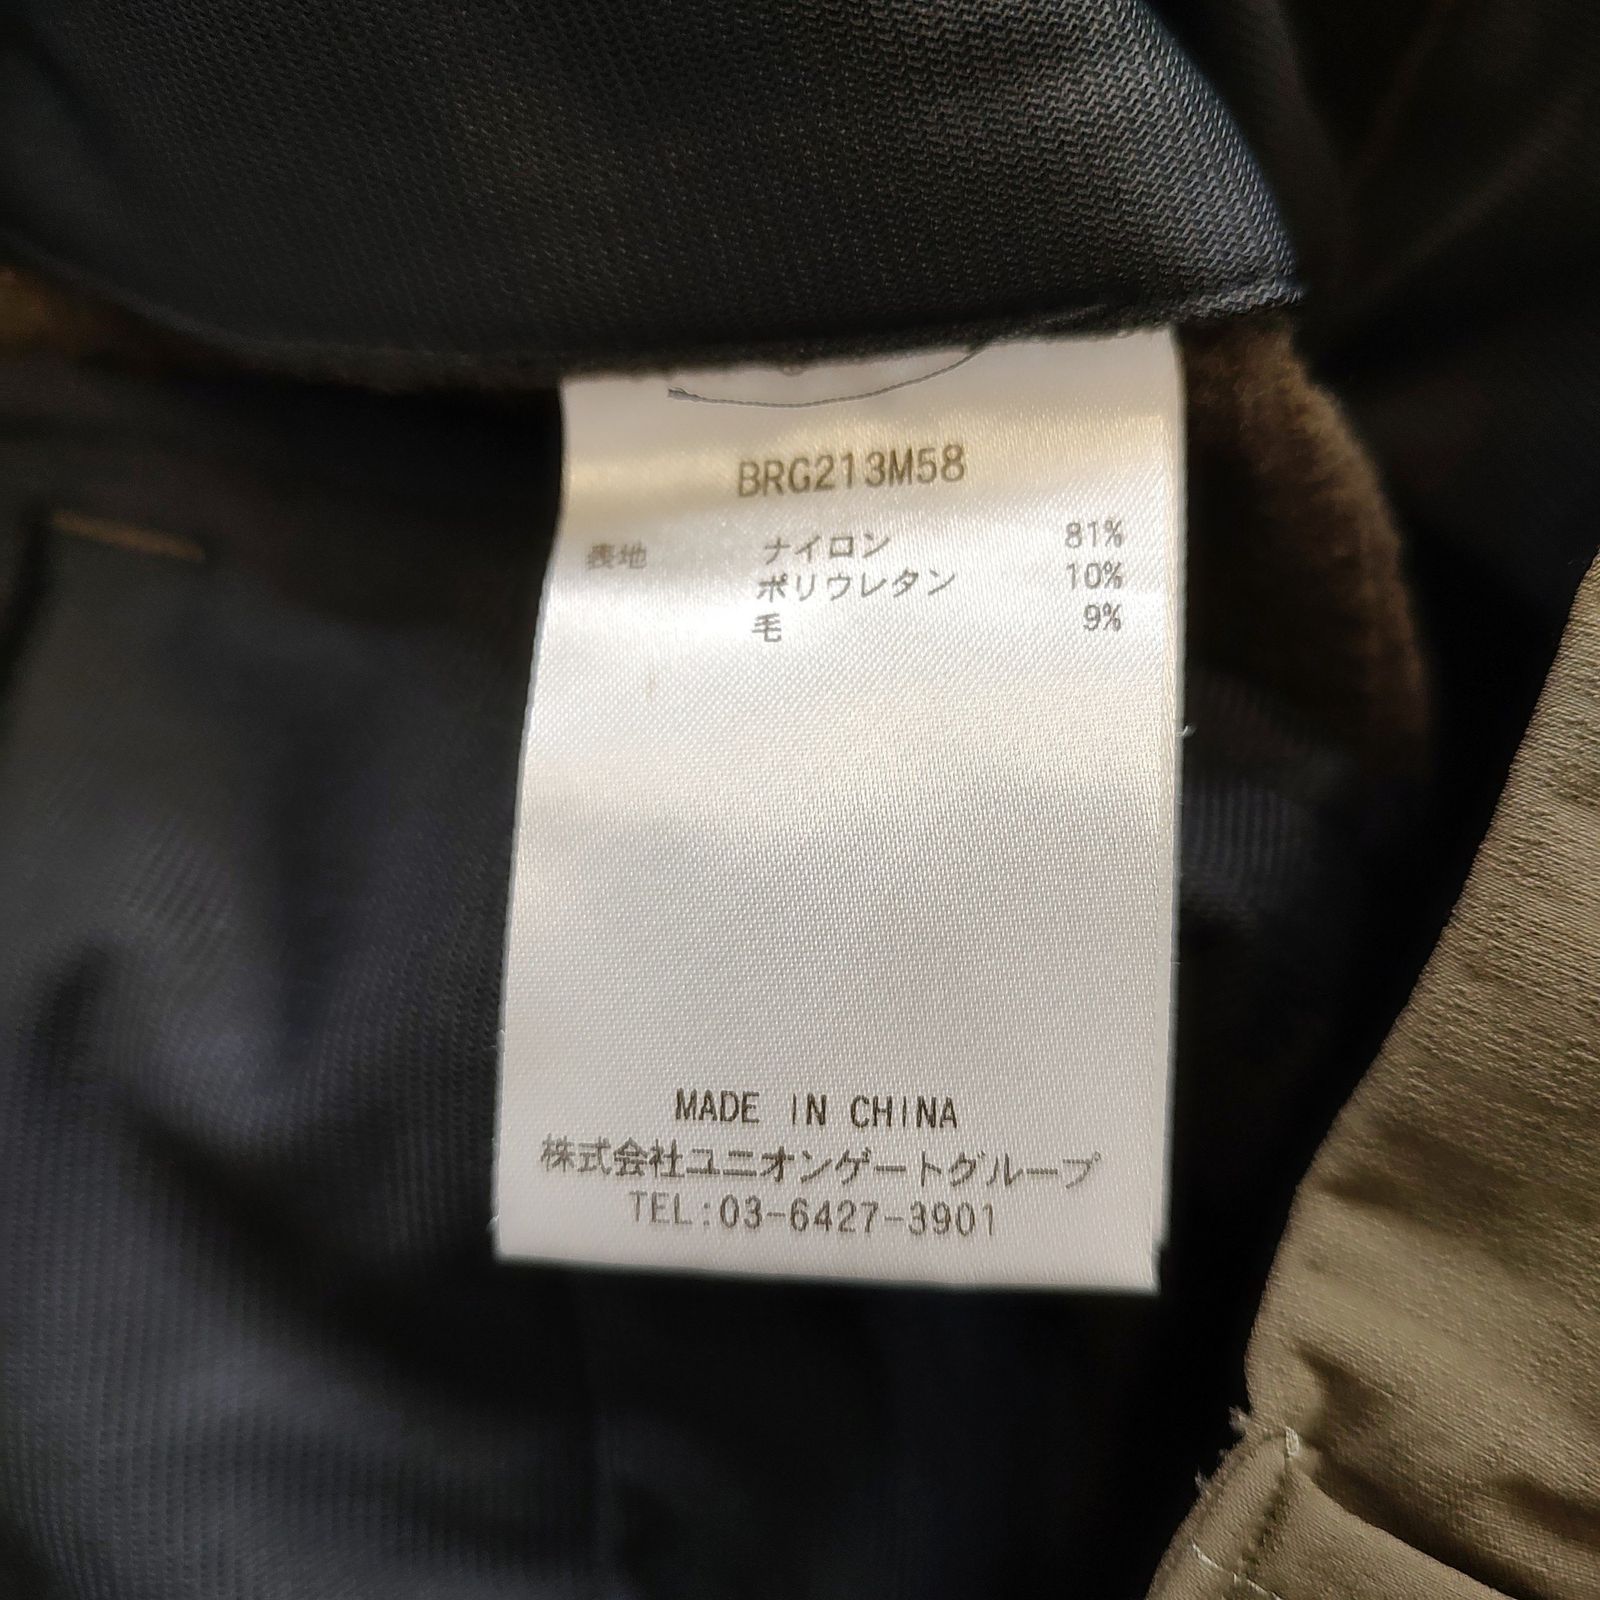 BRG213M58
表地 ナイロン 81%
ポリウレタン 10%
毛 9%
MADE IN CHINA
株式会社ユニオンゲートグループ
TEL:03-6427-3901